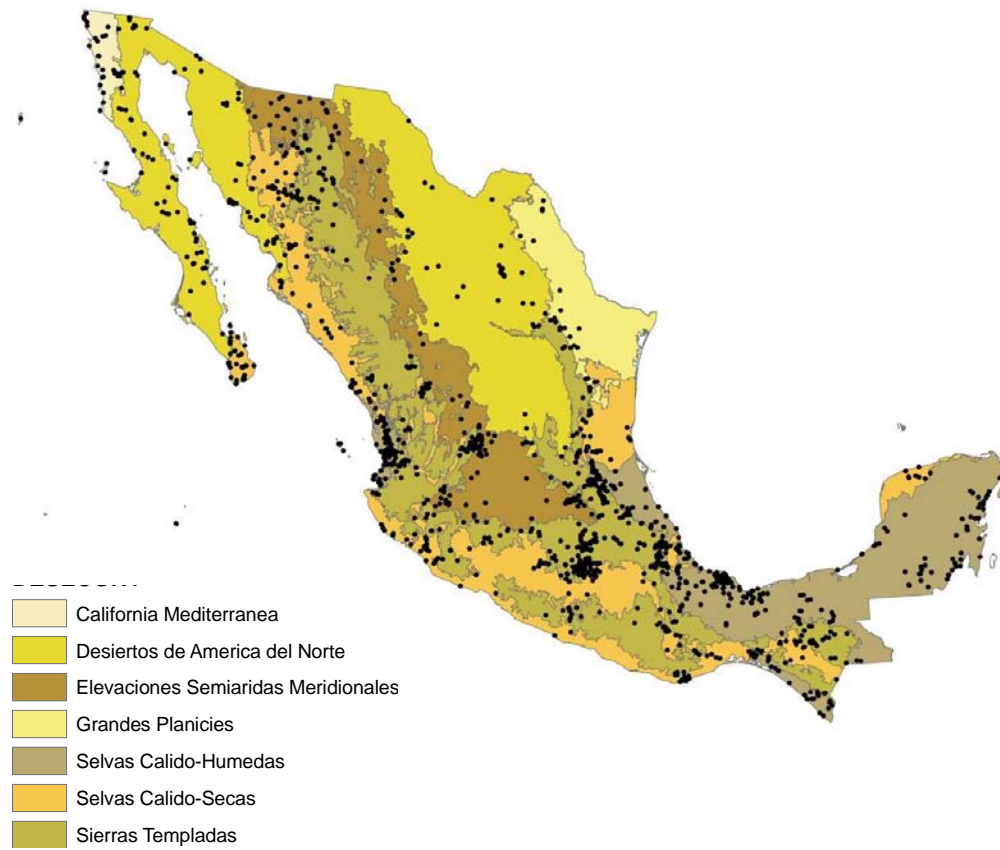 California Mediterranea
Desiertos de America del Norte
Elevaciones Semiaridas Meridionales
Grandes Planicies
Selvas Calido-Humedas
Selvas Calido-Secas
Sierras Templadas